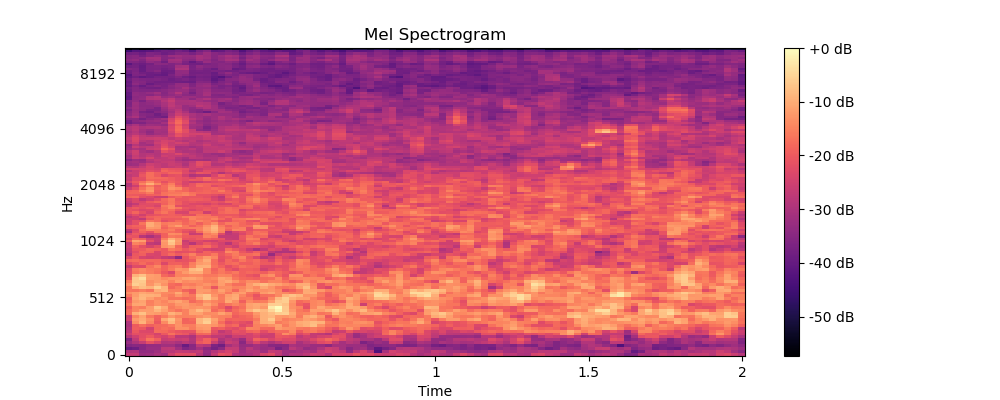 Mel Spectrogram
8192
4096
2048
1024
512
0
Hz
0
0.5
1
1.5
2
Time
+0 dB
-10 dB
-20 dB
-30 dB
-40 dB
-50 dB